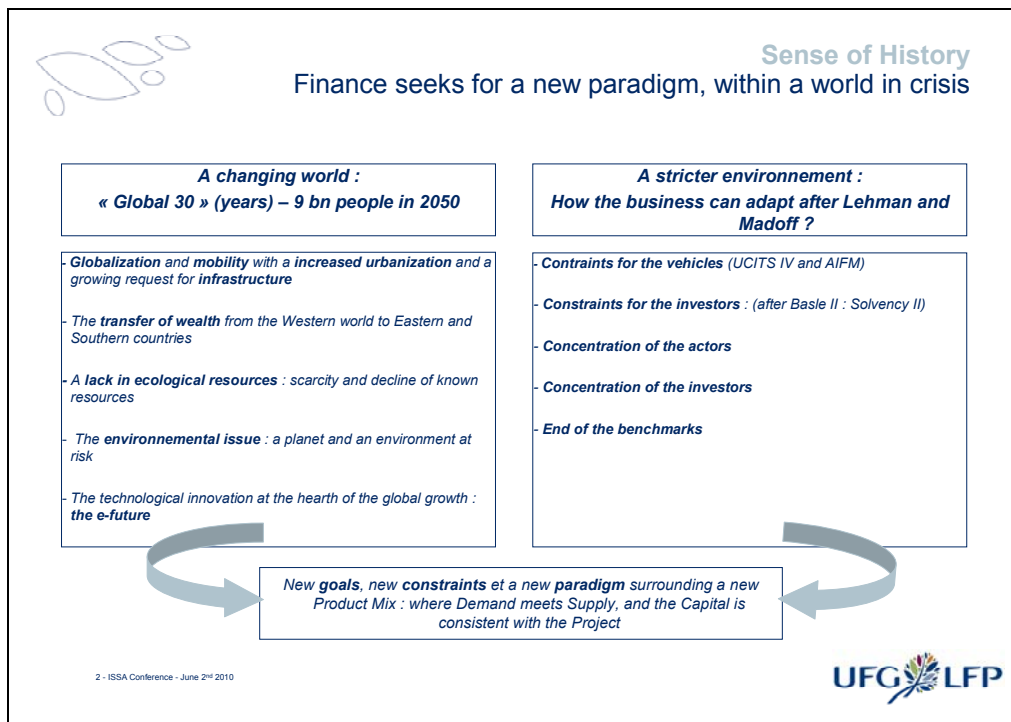 Sense of History
Finance seeks for a new paradigm, within a world in crisis
A changing world :
« Global 30 » (years) – 9 bn people in 2050
- Globalization and mobility with a increased urbanization and a
growing request for infrastructure
- The transfer of wealth from the Western world to Eastern and
Southern countries
- A lack in ecological resources : scarcity and decline of known
resources
- The environnemental issue : a planet and an environment at
risk
- The technological innovation at the hearth of the global growth :
the e-future
A stricter environnement :
How the business can adapt after Lehman and
Madoff ?
- Contraints for the vehicles (UCITS IV and AIFM)
- Constraints for the investors : (after Basle II : Solvency II)
- Concentration of the actors
- Concentration of the investors
- End of the benchmarks
New goals, new constraints et a new paradigm surrounding a new
Product Mix : where Demand meets Supply, and the Capital is
consistent with the Project
2 - ISSA Conference - June 2nd 2010
UFG LFP